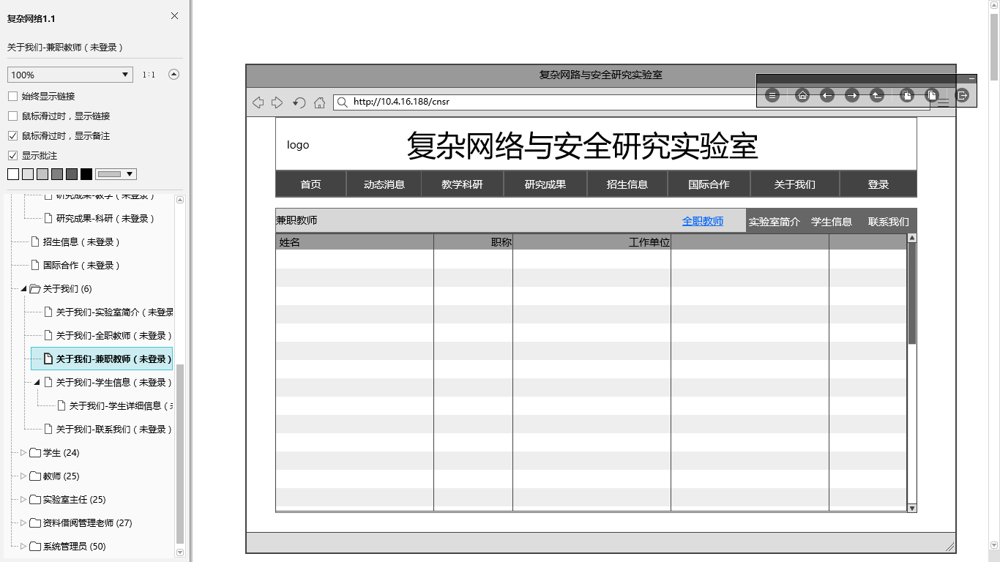 复杂网络1.1
关于我们-兼职教师（未登录）
100%
1:1
始终显示链接
鼠标滑过时，显示链接
鼠标滑过时，显示备注
显示批注
研究成果-教学（未登录）
研究成果-科研（未登录）
招生信息（未登录）
国际合作（未登录）
关于我们 (6)
关于我们-实验室简介（未登录
关于我们-全职教师（未登录）
关于我们-兼职教师（未登录）
关于我们-学生信息（未登录）
关于我们-学生详细信息（
关于我们-联系我们（未登录）
学生 (24)
教师 (25)
实验室主任 (25)
资料借阅管理老师 (27)
系统管理员 (50)
复杂网路与安全研究实验室
http://10.4.16.188/cnsr
logo
复杂网络与安全研究实验室
首页 动态消息 教学科研 研究成果 招生信息 国际合作 关于我们 登录
兼职教师 全职教师 实验室简介 学生信息 联系我们
姓名 职称 工作单位